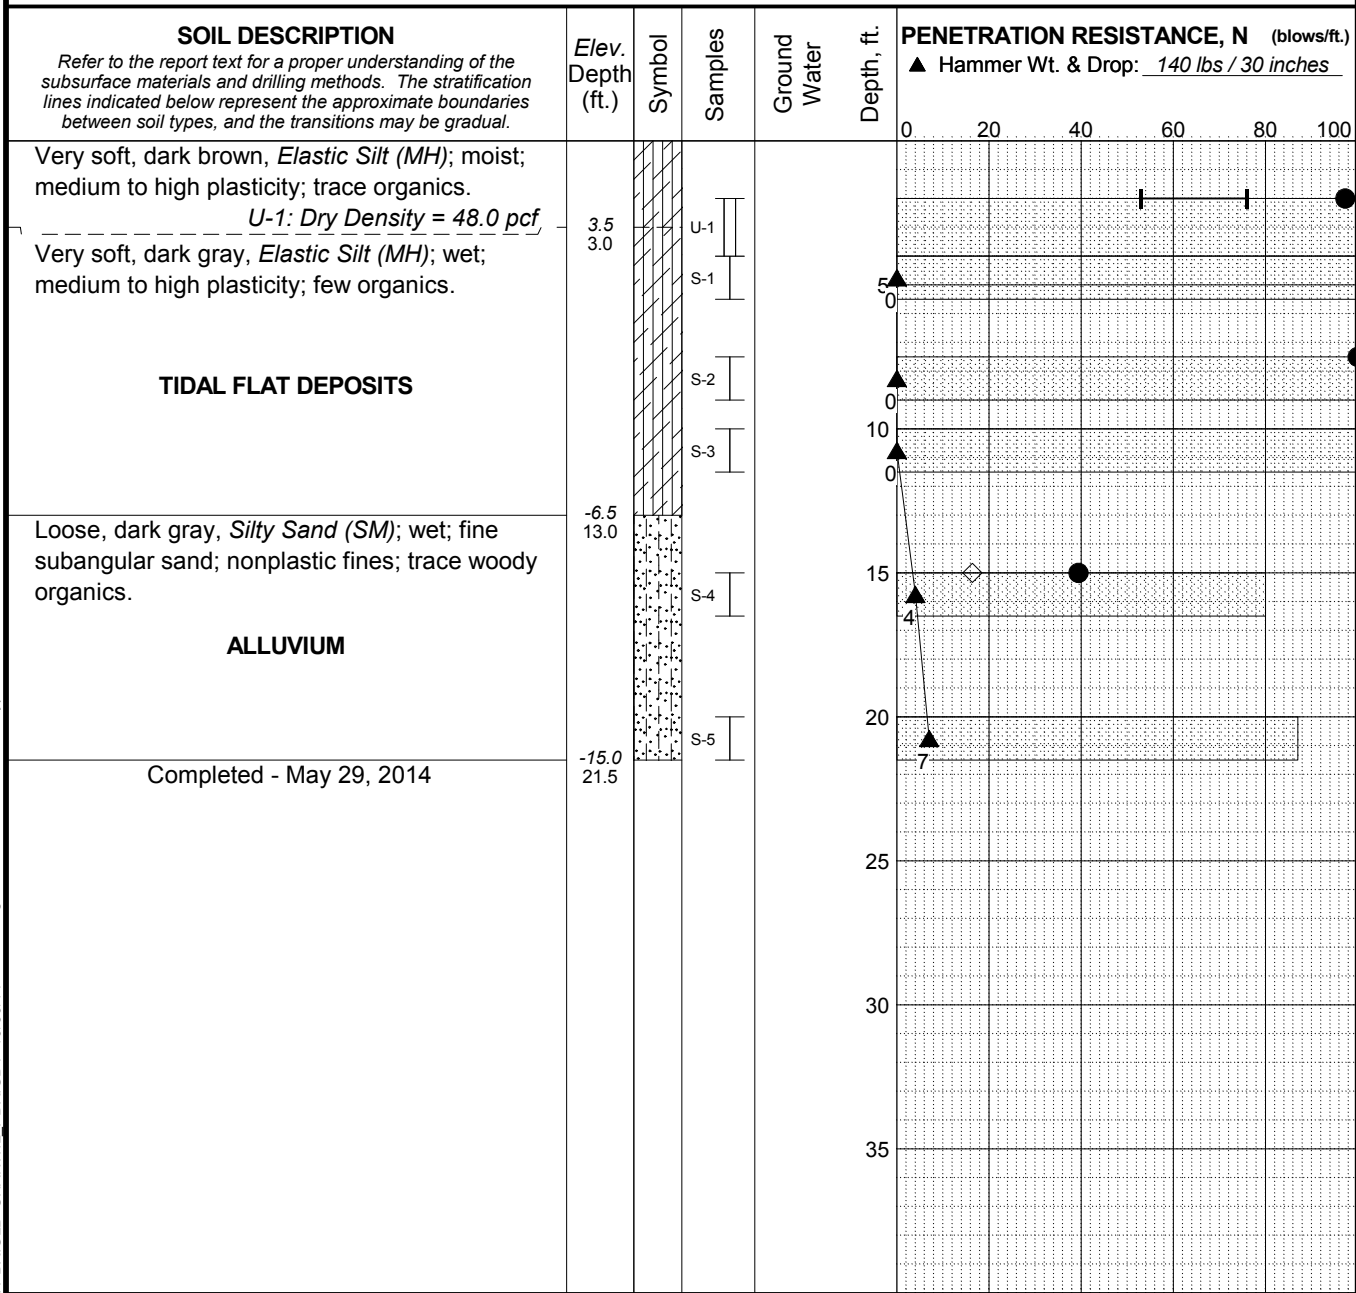 SOIL DESCRIPTION
Refer to the report text for a proper understanding of the
subsurface materials and drilling methods. The stratification
lines indicated below represent the approximate boundaries
between soil types, and the transitions may be gradual.
Elev.
Depth
(ft.)
Symbol
Samples
Ground
Water
Depth, ft.
PENETRATION RESISTANCE, N (blows/ft.)
▲ Hammer Wt. & Drop: 140 lbs / 30 inches
0 20 40 60 80 100
Very soft, dark brown, Elastic Silt (MH); moist;
medium to high plasticity; trace organics.
U-1: Dry Density = 48.0 pcf
3.5
3.0
U-1
Very soft, dark gray, Elastic Silt (MH); wet;
medium to high plasticity; few organics.
S-1
5
0
TIDAL FLAT DEPOSITS
S-2
0
10
S-3
0
-6.5
13.0
Loose, dark gray, Silty Sand (SM); wet; fine
subangular sand; nonplastic fines; trace woody
organics.
15
S-4
4
ALLUVIUM
20
S-5
7
-15.0
21.5
Completed - May 29, 2014
25
30
35